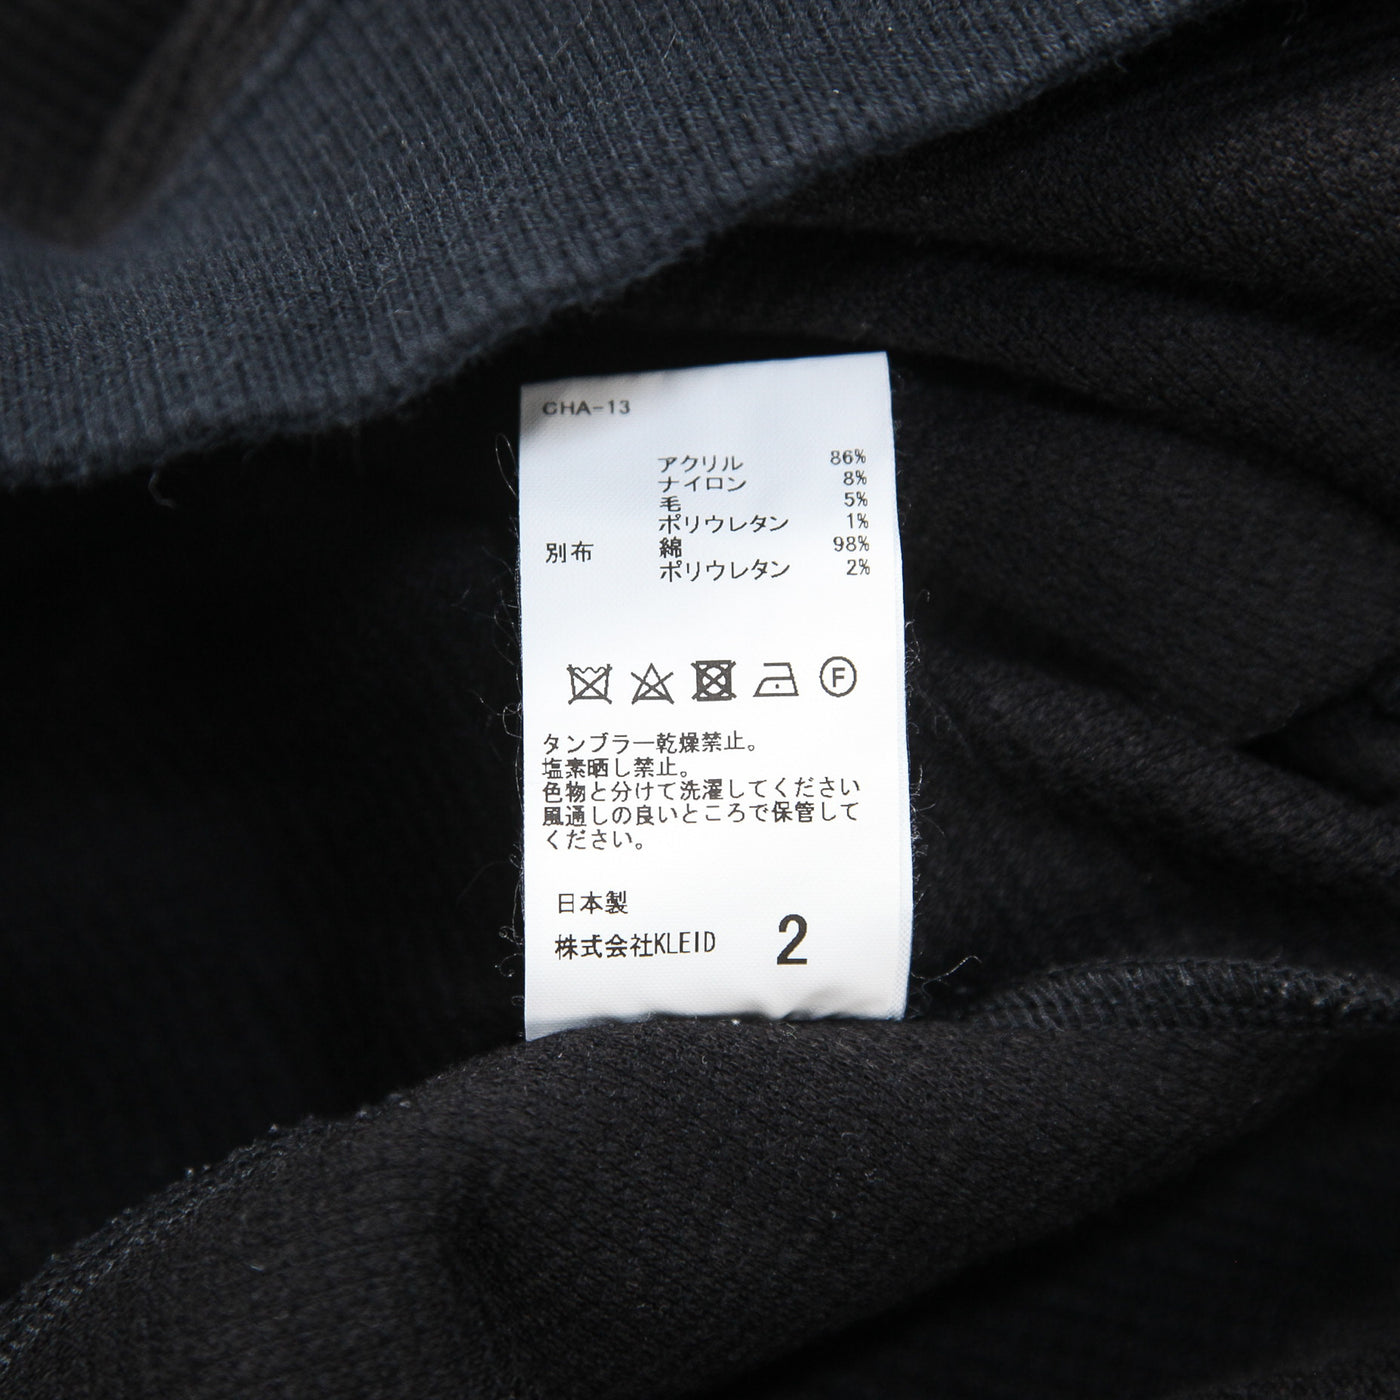 CHA-13
アクリル 86%
ナイロン 8%
毛 5%
ポリウレタン 1%
別布 綿 98%
ポリウレタン 2%
F
タンブラー乾燥禁止。
塩素晒し禁止。
色物と分けて洗濯してください
風通しの良いところで保管して
ください。
日本製
株式会社KLEID 2